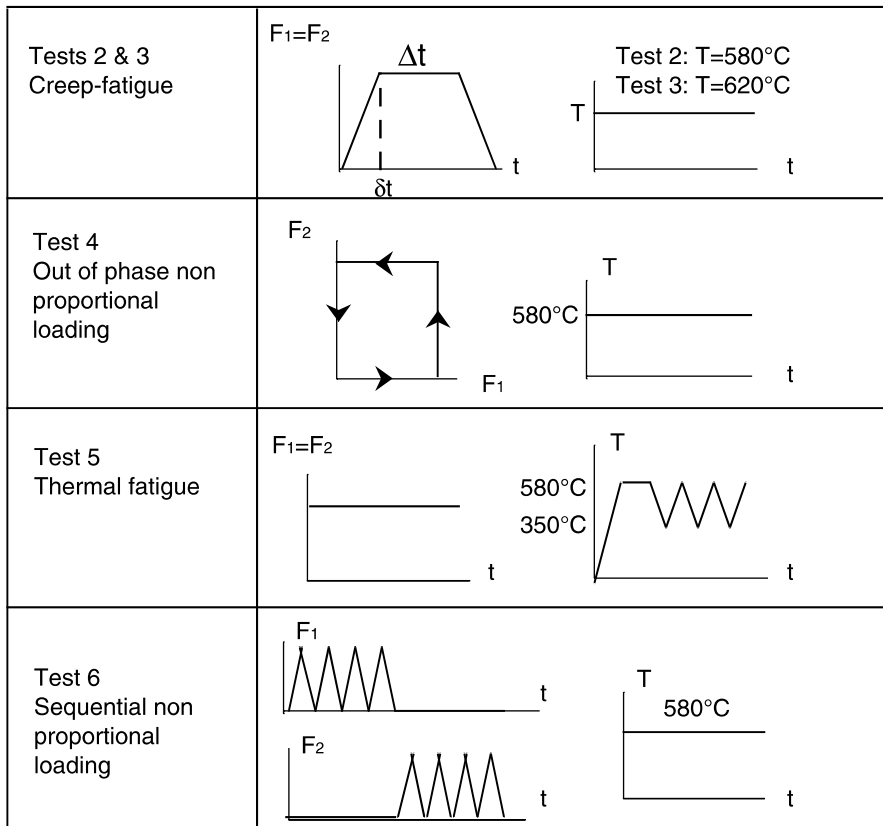 Tests 2 & 3
Creep-fatigue
F1=F2
Δt
t
δt
Test 2: T=580°C
Test 3: T=620°C
T
t
Test 4
Out of phase non
proportional
loading
F2
F1
T
580°C
t
Test 5
Thermal fatigue
F1=F2
t
T
580°C
350°C
t
Test 6
Sequential non
proportional
loading
F1
t
F2
t
T
580°C
t